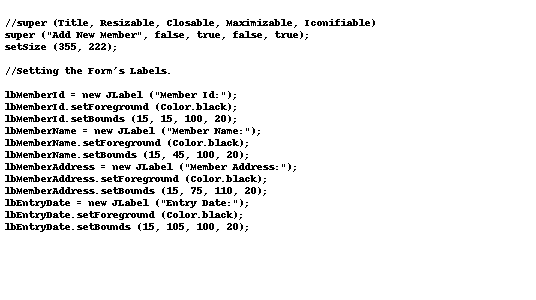 //super (Title, Resizable, Closable, Maximizable, Iconifiable)
super ("Add New Member", false, true, false, true);
setSize (355, 222);
//Setting the Form's Labels.
lbMemberId = new JLabel ("Member Id:");
lbMemberId.setForeground (Color.black);
lbMemberId.setBounds (15, 15, 100, 20);
lbMemberName = new JLabel ("Member Name:");
lbMemberName.setForeground (Color.black);
lbMemberName.setBounds (15, 45, 100, 20);
lbMemberAddress = new JLabel ("Member Address:");
lbMemberAddress.setForeground (Color.black);
lbMemberAddress.setBounds (15, 75, 110, 20);
lbEntryDate = new JLabel ("Entry Date:");
lbEntryDate.setForeground (Color.black);
lbEntryDate.setBounds (15, 105, 100, 20);